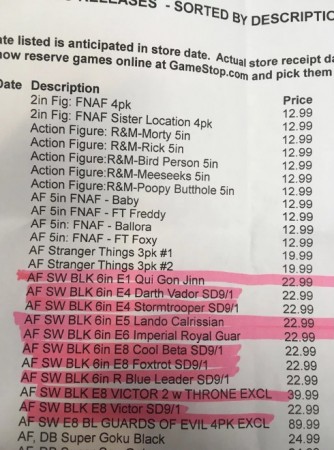 RELEASES - SORTED BY DESCRIPTIO
ate listed is anticipated in store date. Actual store receipt da
now reserve games online at GameStop.com and pick them
Date Description Price
2in Fig: FNAF 4pk 12.99
2in Fig: FNAF Sister Location 4pk 12.99
Action Figure: R&M-Morty 5in 12.99
Action Figure: R&M-Rick 5in 12.99
Action Figure:R&M-Bird Person 5in 12.99
Action Figure:R&M-Meeseeks 5in 12.99
Action Figure:R&M-Poopy Butthole 5in 12.99
AF 5in FNAF - Baby 12.99
AF 5in FNAF - FT Freddy 12.99
AF 5in: FNAF - Ballora 12.99
AF 5in: FNAF - FT Foxy 12.99
AF Stranger Things 3pk #1 19.99
AF Stranger Things 3pk #2 19.99
AF SW BLK 6in E1 Qui Gon Jinn 22.99
AF SW BLK 6in E4 Darth Vador SD9/1 22.99
AF SW BLK 6in E4 Stormtrooper SD9/1 22.99
AF SW BLK 6in E5 Lando Calrissian 22.99
AF SW BLK 6in E6 Imperial Royal Guar 22.99
AF SW BLK 6in E8 Cool Beta SD9/1 22.99
AF SW BLK 6in E8 Foxtrot SD9/1 22.99
AF SW BLK 6in R Blue Leader SD9/1 22.99
AF SW BLK E8 VICTOR 2 w THRONE EXCL 39.99
AF SW BLK E8 Victor SD9/1 22.99
AF SW E8 BL GUARDS OF EVIL 4PK EXCL 89.99
AF, DB Super Goku Black 24.99